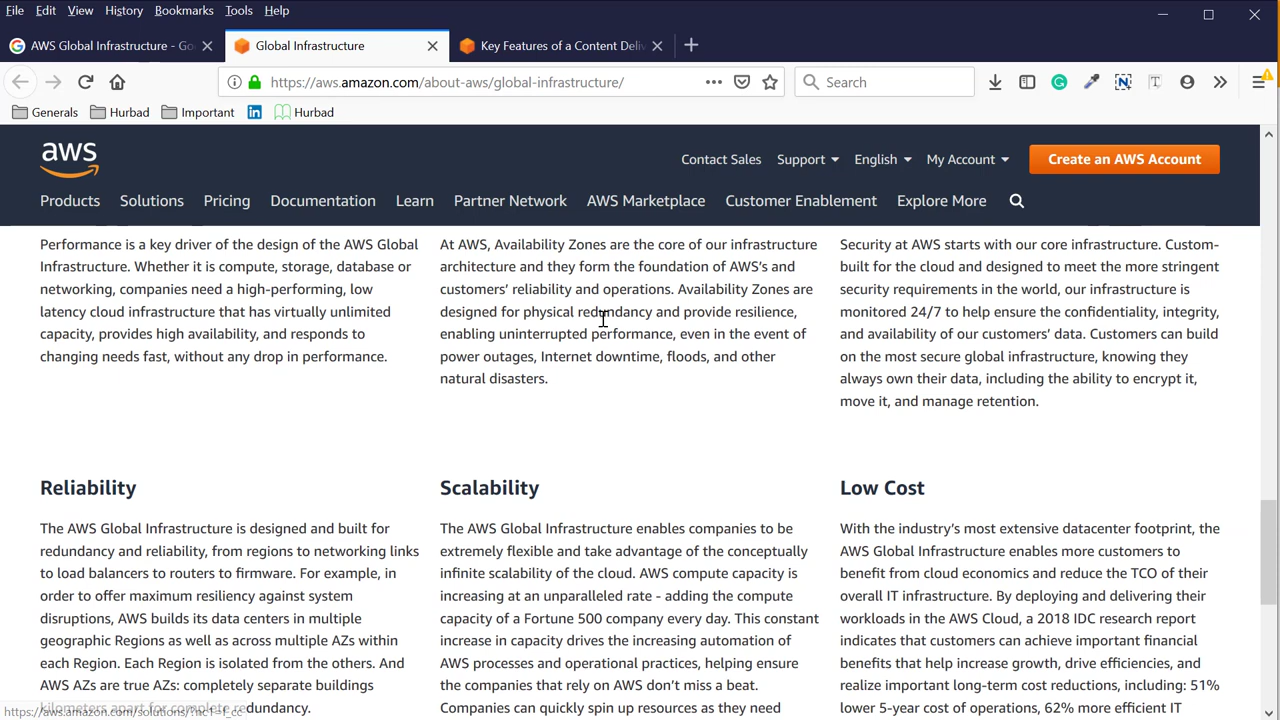 File Edit View History Bookmarks Tools Help
AWS Global Infrastructure - Go
Global Infrastructure
Key Features of a Content Deliv
https://aws.amazon.com/about-aws/global-infrastructure/
Search
Generals Hurbad Important Hurbad
aws
Contact Sales Support English My Account Create an AWS Account
Products Solutions Pricing Documentation Learn Partner Network AWS Marketplace Customer Enablement Explore More
Performance is a key driver of the design of the AWS Global
Infrastructure. Whether it is compute, storage, database or
networking, companies need a high-performing, low
latency cloud infrastructure that has virtually unlimited
capacity, provides high availability, and responds to
changing needs fast, without any drop in performance.
At AWS, Availability Zones are the core of our infrastructure
architecture and they form the foundation of AWS's and
customers' reliability and operations. Availability Zones are
designed for physical redundancy and provide resilience,
enabling uninterrupted performance, even in the event of
power outages, Internet downtime, floods, and other
natural disasters.
Security at AWS starts with our core infrastructure. Custom-
built for the cloud and designed to meet the more stringent
security requirements in the world, our infrastructure is
monitored 24/7 to help ensure the confidentiality, integrity,
and availability of our customers' data. Customers can build
on the most secure global infrastructure, knowing they
always own their data, including the ability to encrypt it,
move it, and manage retention.
Reliability
The AWS Global Infrastructure is designed and built for
redundancy and reliability, from regions to networking links
to load balancers to routers to firmware. For example, in
order to offer maximum resiliency against system
disruptions, AWS builds its data centers in multiple
geographic Regions as well as across multiple AZs within
each Region. Each Region is isolated from the others. And
AWS AZs are true AZs: completely separate buildings
kilometers apart for complete redundancy.
Scalability
The AWS Global Infrastructure enables companies to be
extremely flexible and take advantage of the conceptually
infinite scalability of the cloud. AWS compute capacity is
increasing at an unparalleled rate - adding the compute
capacity of a Fortune 500 company every day. This constant
increase in capacity drives the increasing automation of
AWS processes and operational practices, helping ensure
the companies that rely on AWS don't miss a beat.
Companies can quickly spin up resources as they need
Low Cost
With the industry's most extensive datacenter footprint, the
AWS Global Infrastructure enables more customers to
benefit from cloud economics and reduce the TCO of their
overall IT infrastructure. By deploying and delivering their
workloads in the AWS Cloud, a 2018 IDC research report
indicates that customers can achieve important financial
benefits that help increase growth, drive efficiencies, and
realize important long-term cost reductions, including: 51%
lower 5-year cost of operations, 62% more efficient IT
https://aws.amazon.com/solutions/?nc1=f_cc